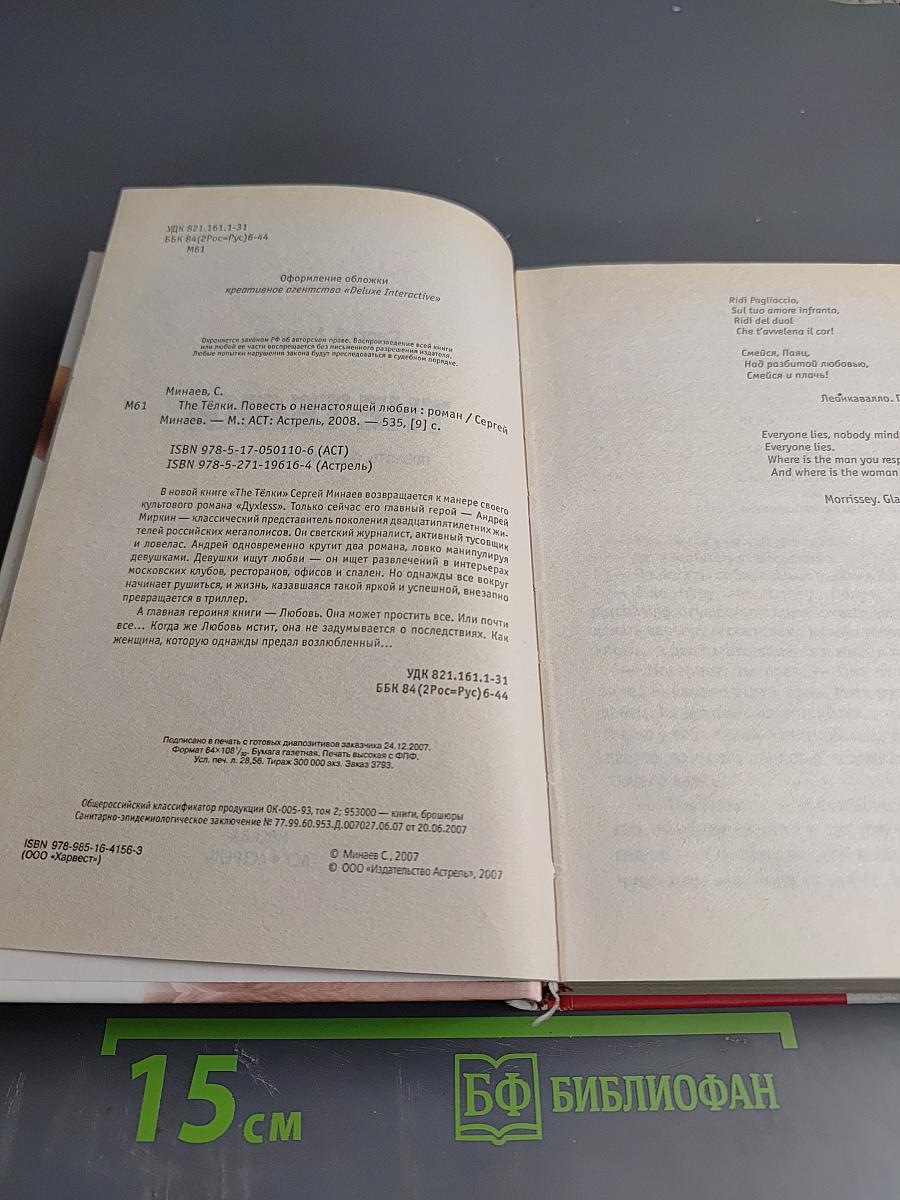 УДК 821.161.1-31
ББК 84(2Рос=Рус)6-44
М61
Оформление обложки
креативное агентство «Deluxe Interactive»
Охраняется законом РФ об авторском праве. Воспроизведение всей книги
или любой ее части воспрещается без письменного разрешения издателя.
Любые попытки нарушения закона будут преследоваться в судебном порядке.
Минаев, С.
М61 The Тёлки. Повесть о ненастоящей любви : роман / Сергей
Минаев. — М.: АСТ: Астрель, 2008. — 535, [9] с.
ISBN 978-5-17-050110-6 (АСТ)
ISBN 978-5-271-19616-4 (Астрель)
В новой книге «The Тёлки» Сергей Минаев возвращается к манере своего
культового романа «Духless». Только сейчас его главный герой — Андрей
Миркин — классический представитель поколения двадцатипятилетних жи-
телей российских мегаполисов. Он светский журналист, активный тусовщик
и ловелас. Андрей одновременно крутит два романа, ловко манипулируя
девушками. Девушки ищут любви — он ищет развлечений в интерьерах
московских клубов, ресторанов, офисов и спален. Но однажды все вокруг
начинает рушиться, и жизнь, казавшаяся такой яркой и успешной, внезапно
превращается в триллер.
А главная героиня книги — Любовь. Она может простить все. Или почти
все... Когда же Любовь мстит, она не задумывается о последствиях. Как
женщина, которую однажды предал возлюбленный...
УДК 821.161.1-31
ББК 84(2Рос=Рус)6-44
Подписано в печать с готовых диапозитивов заказчика 24.12.2007.
Формат 84×108 1/32. Бумага газетная. Печать высокая с ФПФ.
Усл. печ. л. 28,56. Тираж 300 000 экз. Заказ 3793.
Общероссийский классификатор продукции ОК-005-93, том 2; 953000 — книги, брошюры
Санитарно-эпидемиологическое заключение № 77.99.60.953.Д.007027.06.07 от 20.06.2007
ISBN 978-985-16-4156-3
(ООО «Харвест»)
© Минаев С., 2007
© ООО «Издательство Астрель», 2007
Ridi Pagliaccio,
Sul tuo amore infranto,
Ridi del duol
Che t'avvelena il cor!
Смейся, Паяц,
Над разбитой любовью,
Смейся и плачь!
Леонкавалло. П
Everyone lies, nobody mind
Everyone lies.
Where is the man you resp
And where is the woman
Morrissey. Gla
15 см
БФ БИБЛИОФАН